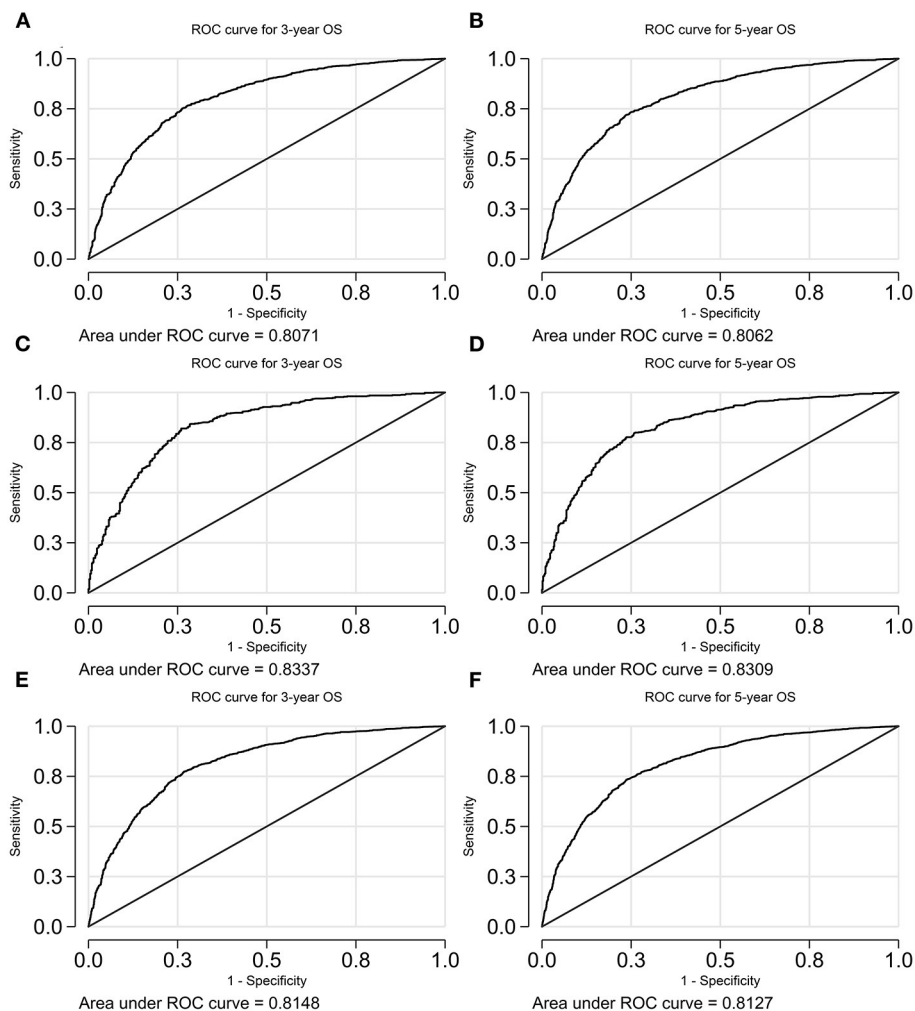 A
ROC curve for 3-year OS
1.0
0.8
0.5
0.3
0.0
Sensitivity
0.0 0.3 0.5 0.8 1.0
1 - Specificity
Area under ROC curve = 0.8071
B
ROC curve for 5-year OS
1.0
0.8
0.5
0.3
0.0
Sensitivity
0.0 0.3 0.5 0.8 1.0
1 - Specificity
Area under ROC curve = 0.8062
C
ROC curve for 3-year OS
1.0
0.8
0.5
0.3
0.0
Sensitivity
0.0 0.3 0.5 0.8 1.0
1 - Specificity
Area under ROC curve = 0.8337
D
ROC curve for 5-year OS
1.0
0.8
0.5
0.3
0.0
Sensitivity
0.0 0.3 0.5 0.8 1.0
1 - Specificity
Area under ROC curve = 0.8309
E
ROC curve for 3-year OS
1.0
0.8
0.5
0.3
0.0
Sensitivity
0.0 0.3 0.5 0.8 1.0
1 - Specificity
Area under ROC curve = 0.8148
F
ROC curve for 5-year OS
1.0
0.8
0.5
0.3
0.0
Sensitivity
0.0 0.3 0.5 0.8 1.0
1 - Specificity
Area under ROC curve = 0.8127